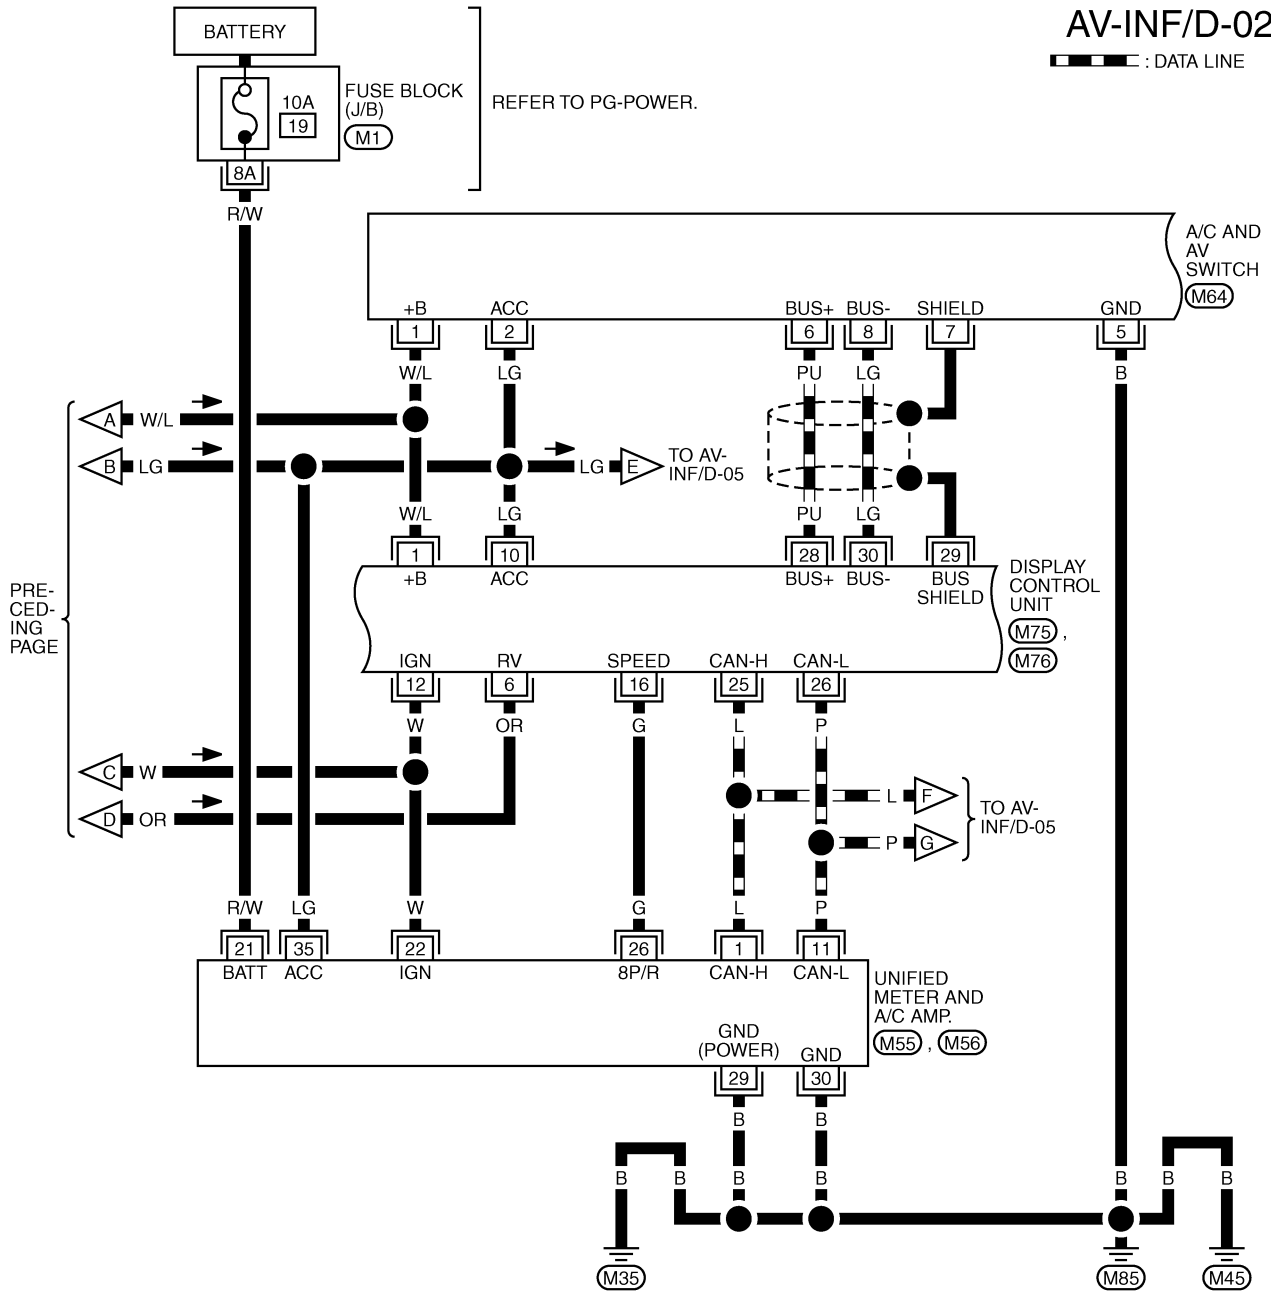 AV-INF/D-02
: DATA LINE
BATTERY
10A
19
FUSE BLOCK
(J/B)
M1
REFER TO PG-POWER.
8A
R/W
A/C AND
AV
SWITCH
M64
+B ACC BUS+ BUS- SHIELD GND
1 2 6 8 7 5
W/L LG PU LG B
A W/L
B LG
LG E
TO AV-
INF/D-05
W/L LG PU LG
1 10 28 30 29
+B ACC BUS+ BUS- BUS
SHIELD
DISPLAY
CONTROL
UNIT
M75 ,
M76
PRE-
CED-
ING
PAGE
IGN RV SPEED CAN-H CAN-L
12 6 16 25 26
W OR G L P
C W
L F
D OR
P G
TO AV-
INF/D-05
R/W LG W G L P
21 35 22 26 1 11
BATT ACC IGN 8P/R CAN-H CAN-L
UNIFIED
METER AND
A/C AMP.
M55 , M56
GND
(POWER)
GND
29 30
B B
B B B B B B B
M35 M85 M45